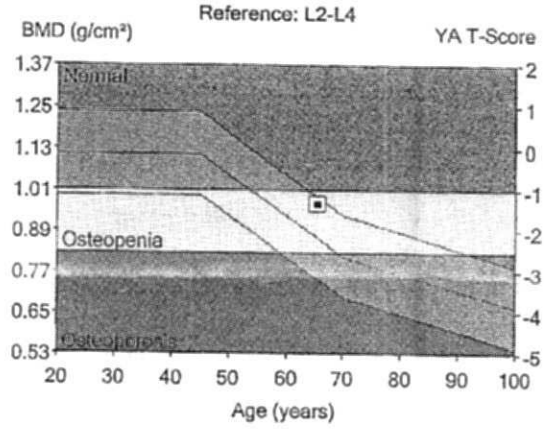 Reference: L2-L4
BMD (g/cm²) YA T-Score
1.37 2
Normal
1.25 1
1.13 0
1.01 -1
0.89 -2
Osteopenia
0.77 -3
0.65 -4
Osteoporosis
0.53 -5
20 30 40 50 60 70 80 90 100
Age (years)